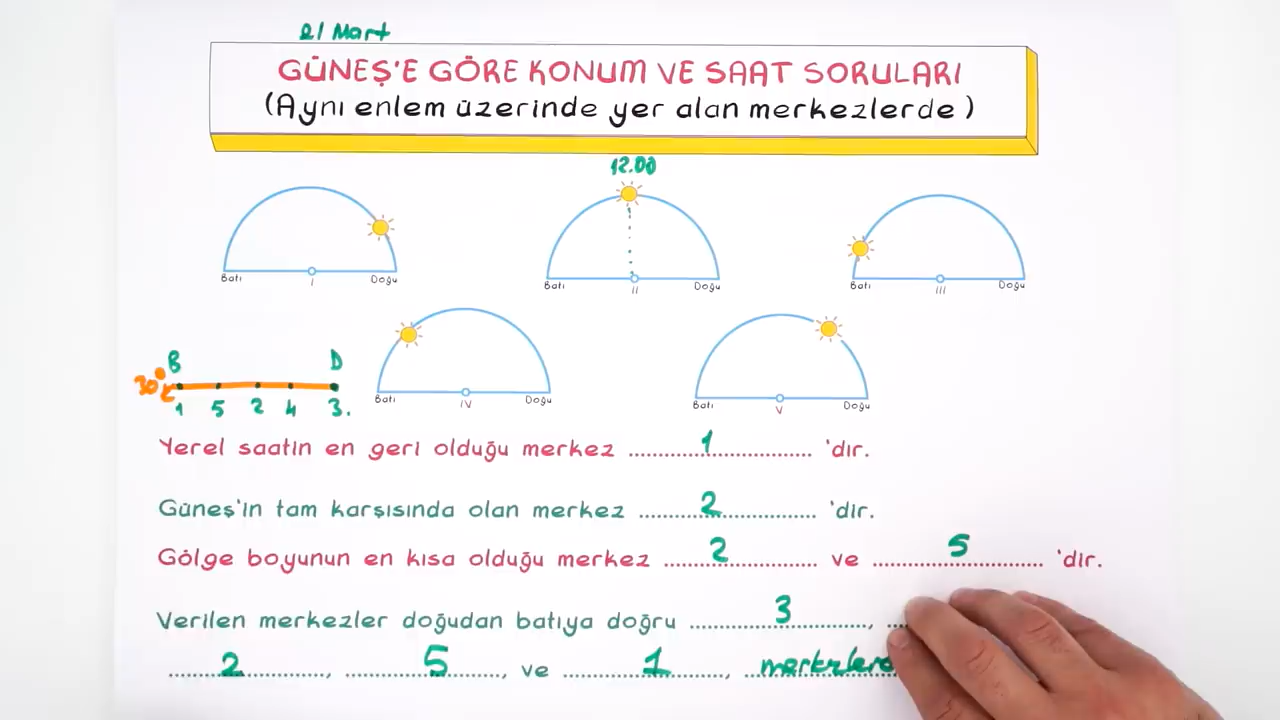 21 Mart
GÜNEŞ'E GÖRE KONUM VE SAAT SORULARI
(Aynı enlem üzerinde yer alan merkezlerde)
12.00
Batı I Doğu
Batı II Doğu
Batı III Doğu
B D
30°
1 5 2 4 3.
Batı IV Doğu
Batı V Doğu
Yerel saatin en geri olduğu merkez 1 'dır.
Güneş'in tam karşısında olan merkez 2 'dir.
Gölge boyunun en kısa olduğu merkez 2 ve 5 'dir.
Verilen merkezler doğudan batıya doğru 3,
2, 5, ve 1,